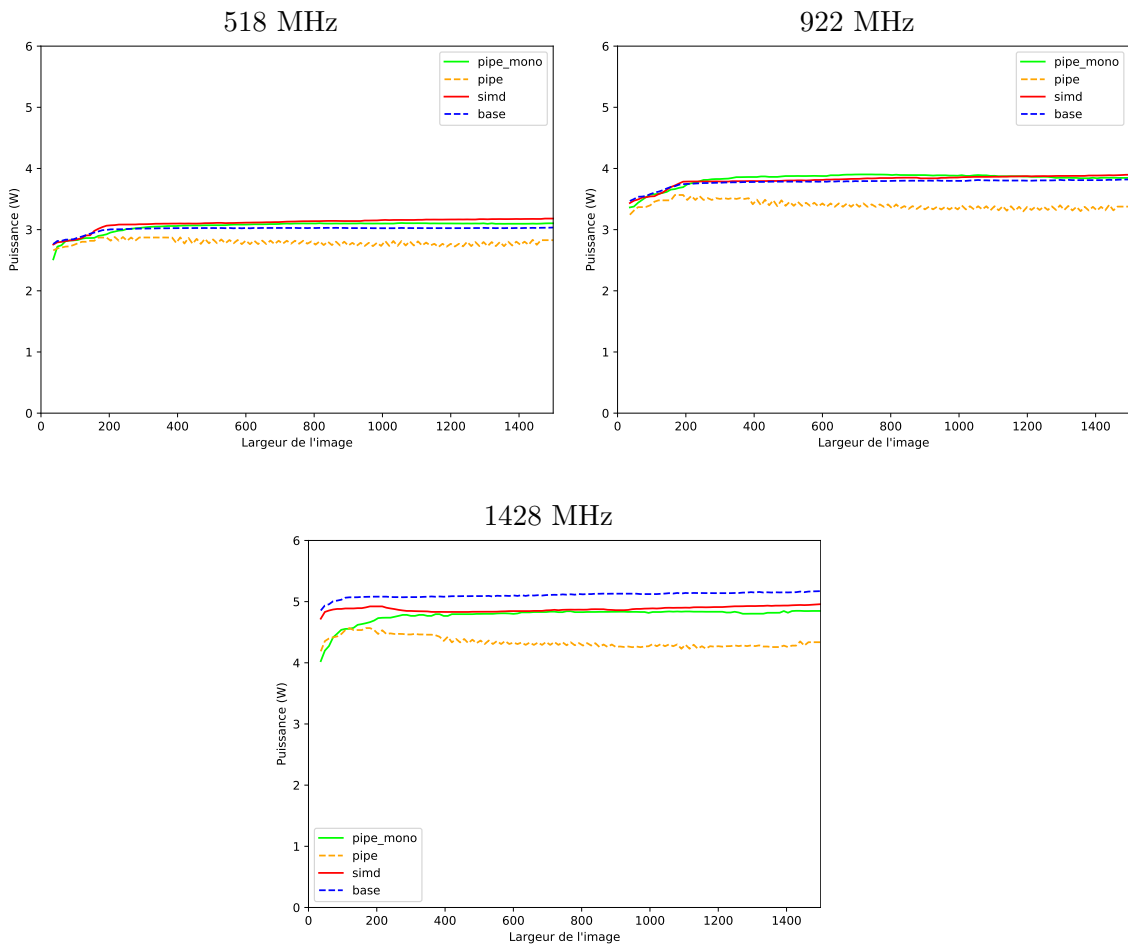 518 MHz
6
5
4
3
2
1
0
Puissance (W)
0 200 400 600 800 1000 1200 1400
Largeur de l'image
pipe_mono
pipe
simd
base
922 MHz
6
5
4
3
2
1
0
Puissance (W)
0 200 400 600 800 1000 1200 1400
Largeur de l'image
pipe_mono
pipe
simd
base
1428 MHz
6
5
4
3
2
1
0
Puissance (W)
0 200 400 600 800 1000 1200 1400
Largeur de l'image
pipe_mono
pipe
simd
base